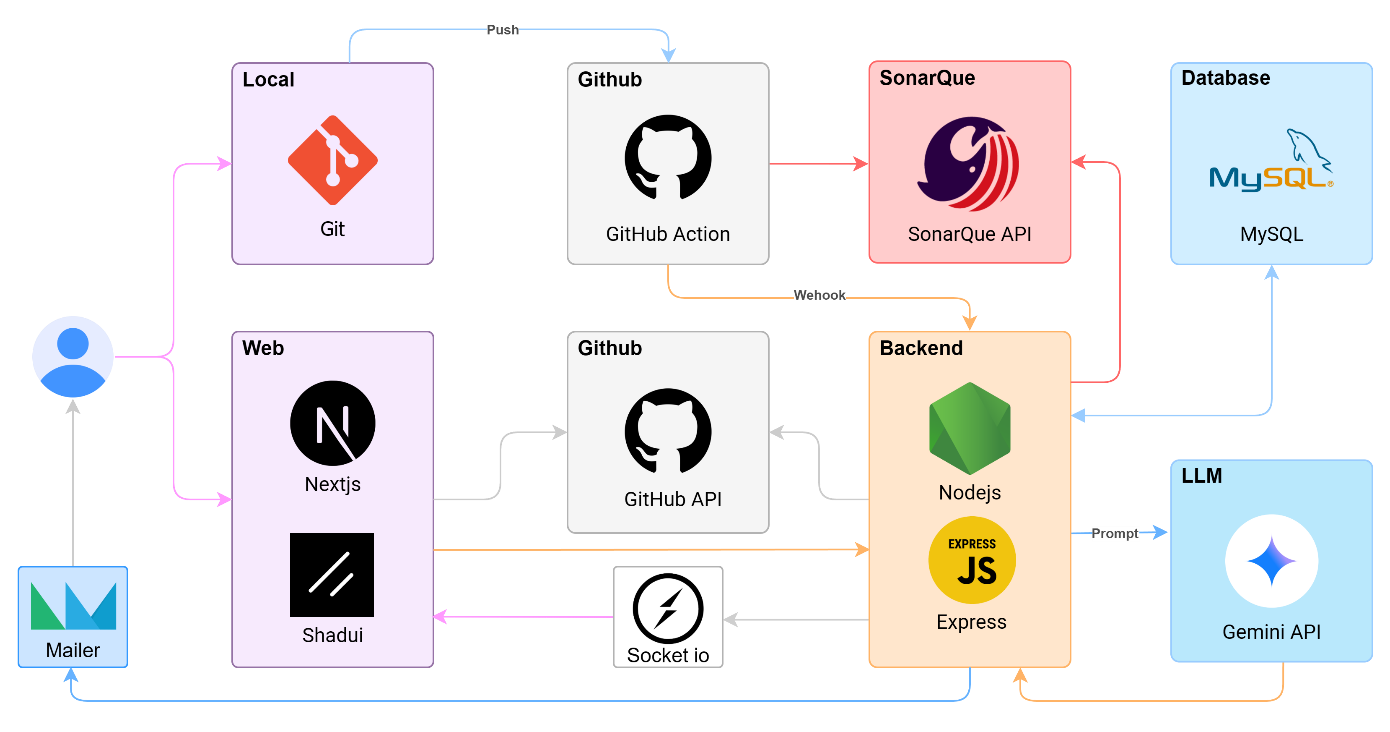 Push
Local
Git
Github
GitHub Action
SonarQue
SonarQue API
Database
MySQL®
MySQL
Wehook
Web
Nextjs
Shadui
Github
GitHub API
Backend
Nodejs
EXPRESS
JS
Express
Prompt
LLM
Gemini API
Socket io
Mailer